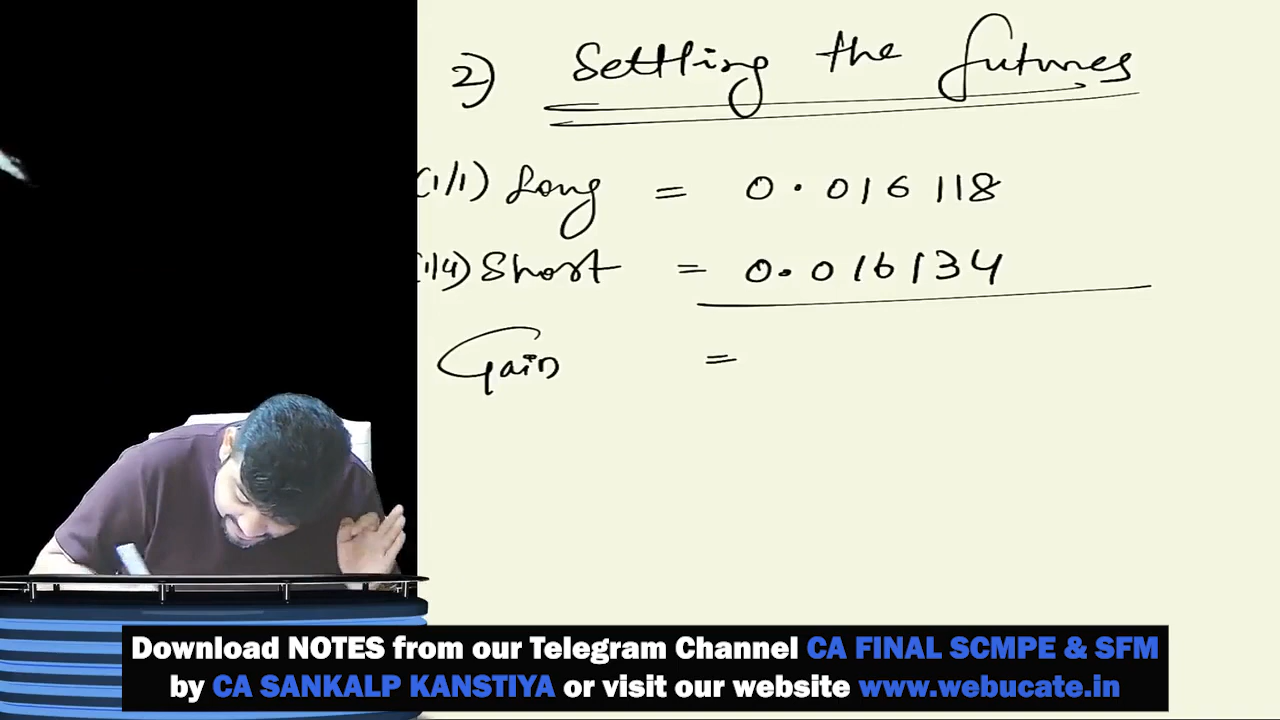 2) Settling the futures
(1/1) Long = 0.016118
(1/4) Short = 0.016134
Gain =
Download NOTES from our Telegram Channel CA FINAL SCMPE & SFM
by CA SANKALP KANSTIYA or visit our website www.webucate.in